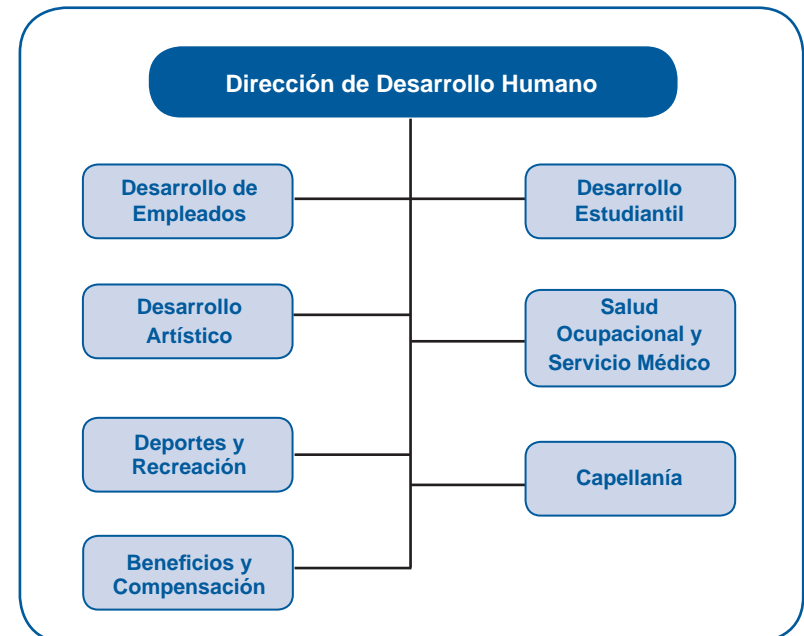 Dirección de Desarrollo Humano
Desarrollo de
Empleados
Desarrollo
Estudiantil
Desarrollo
Artístico
Salud
Ocupacional y
Servicio Médico
Deportes y
Recreación
Capellanía
Beneficios y
Compensación